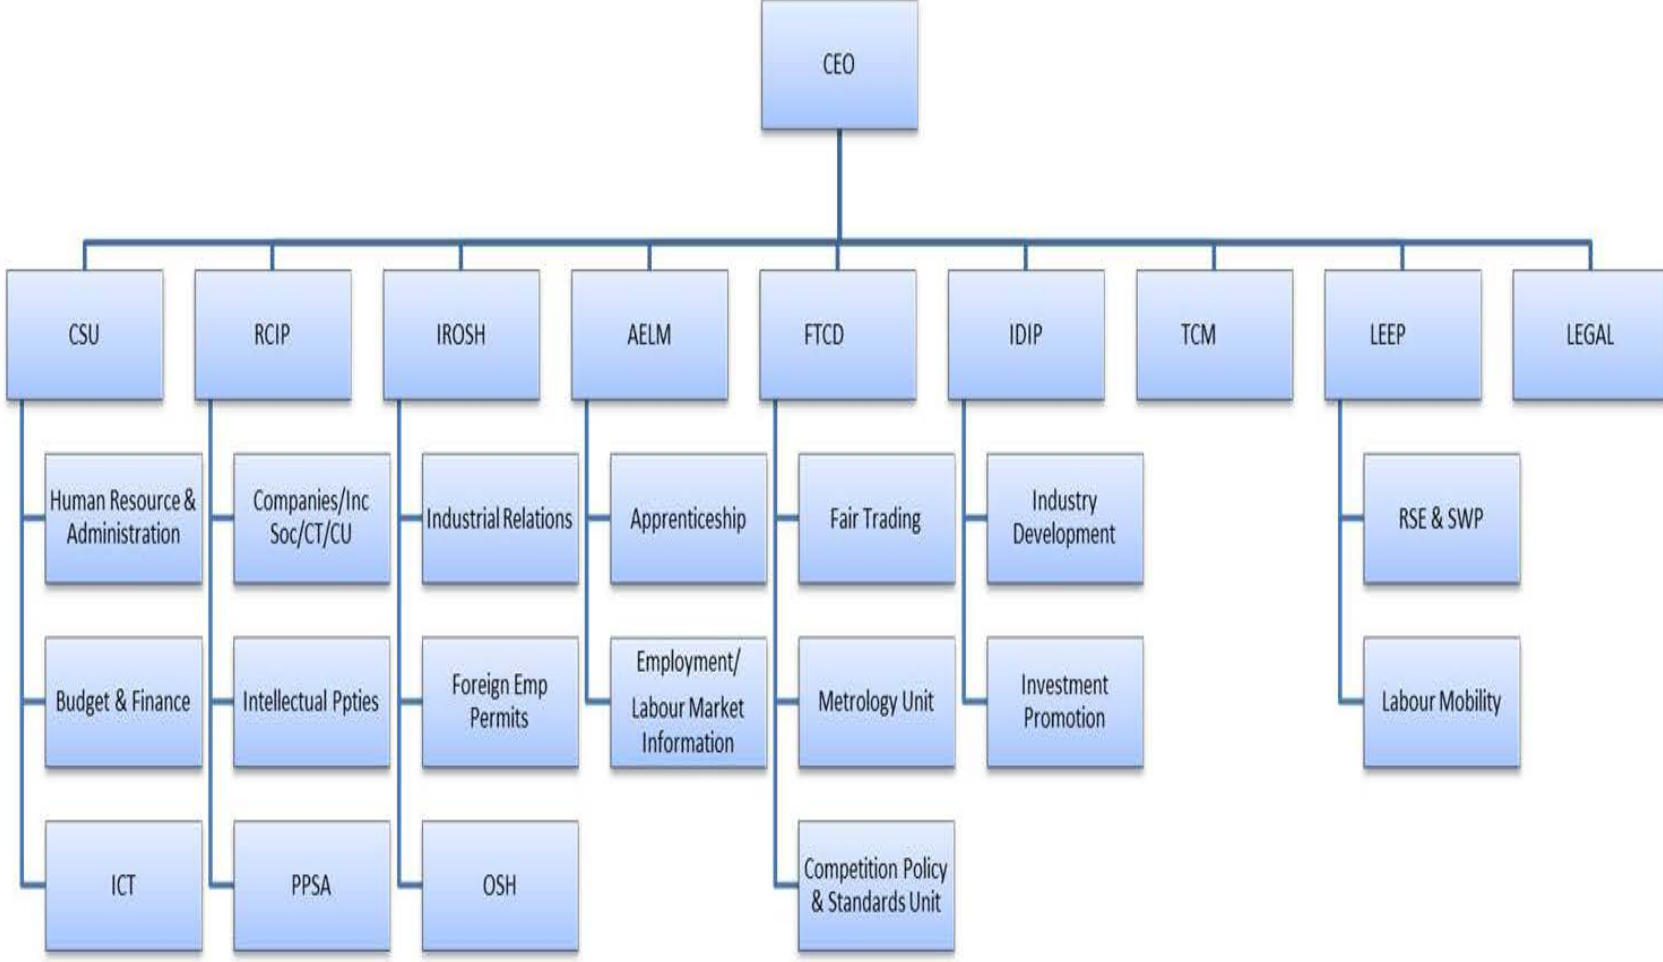 CEO
CSU
RCIP
IROSH
AELM
FTCD
IDIP
TCM
LEEP
LEGAL
Human Resource &
Administration
Companies/Inc
Soc/CT/CU
Industrial Relations
Apprenticeship
Fair Trading
Industry
Development
RSE & SWP
Budget & Finance
Intellectual Ppties
Foreign Emp
Permits
Employment/
Labour Market
Information
Metrology Unit
Investment
Promotion
Labour Mobility
ICT
PPSA
OSH
Competition Policy
& Standards Unit